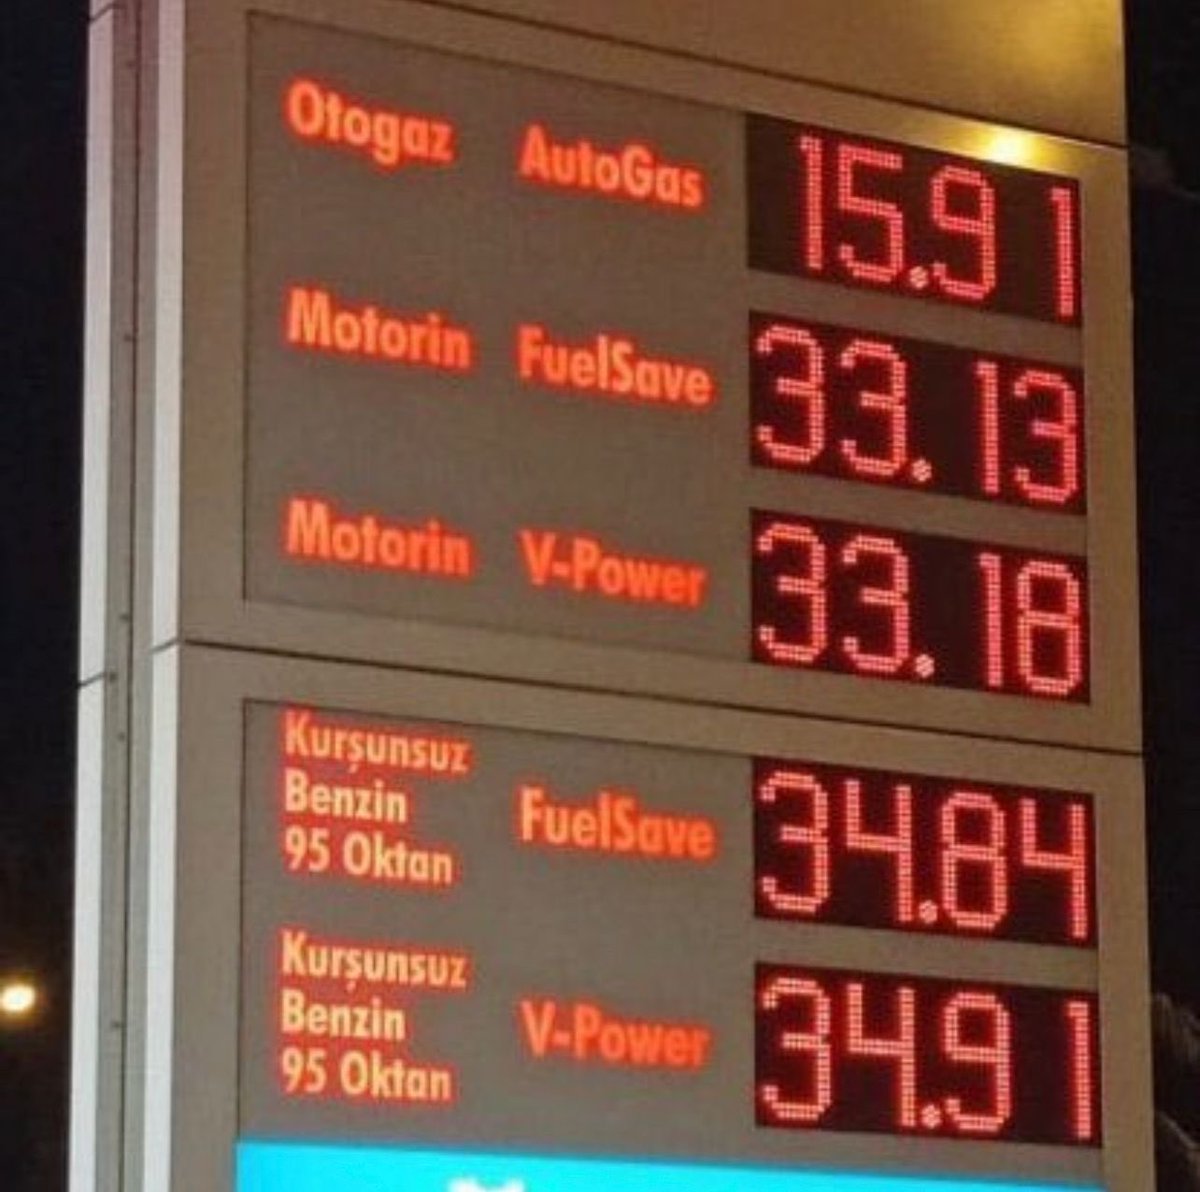 Otogaz AutoGas 15.91
Motorin FuelSave 33.13
Motorin V-Power 33.18
Kurşunsuz
Benzin FuelSave 34.84
95 Oktan
Kurşunsuz
Benzin V-Power 34.91
95 Oktan